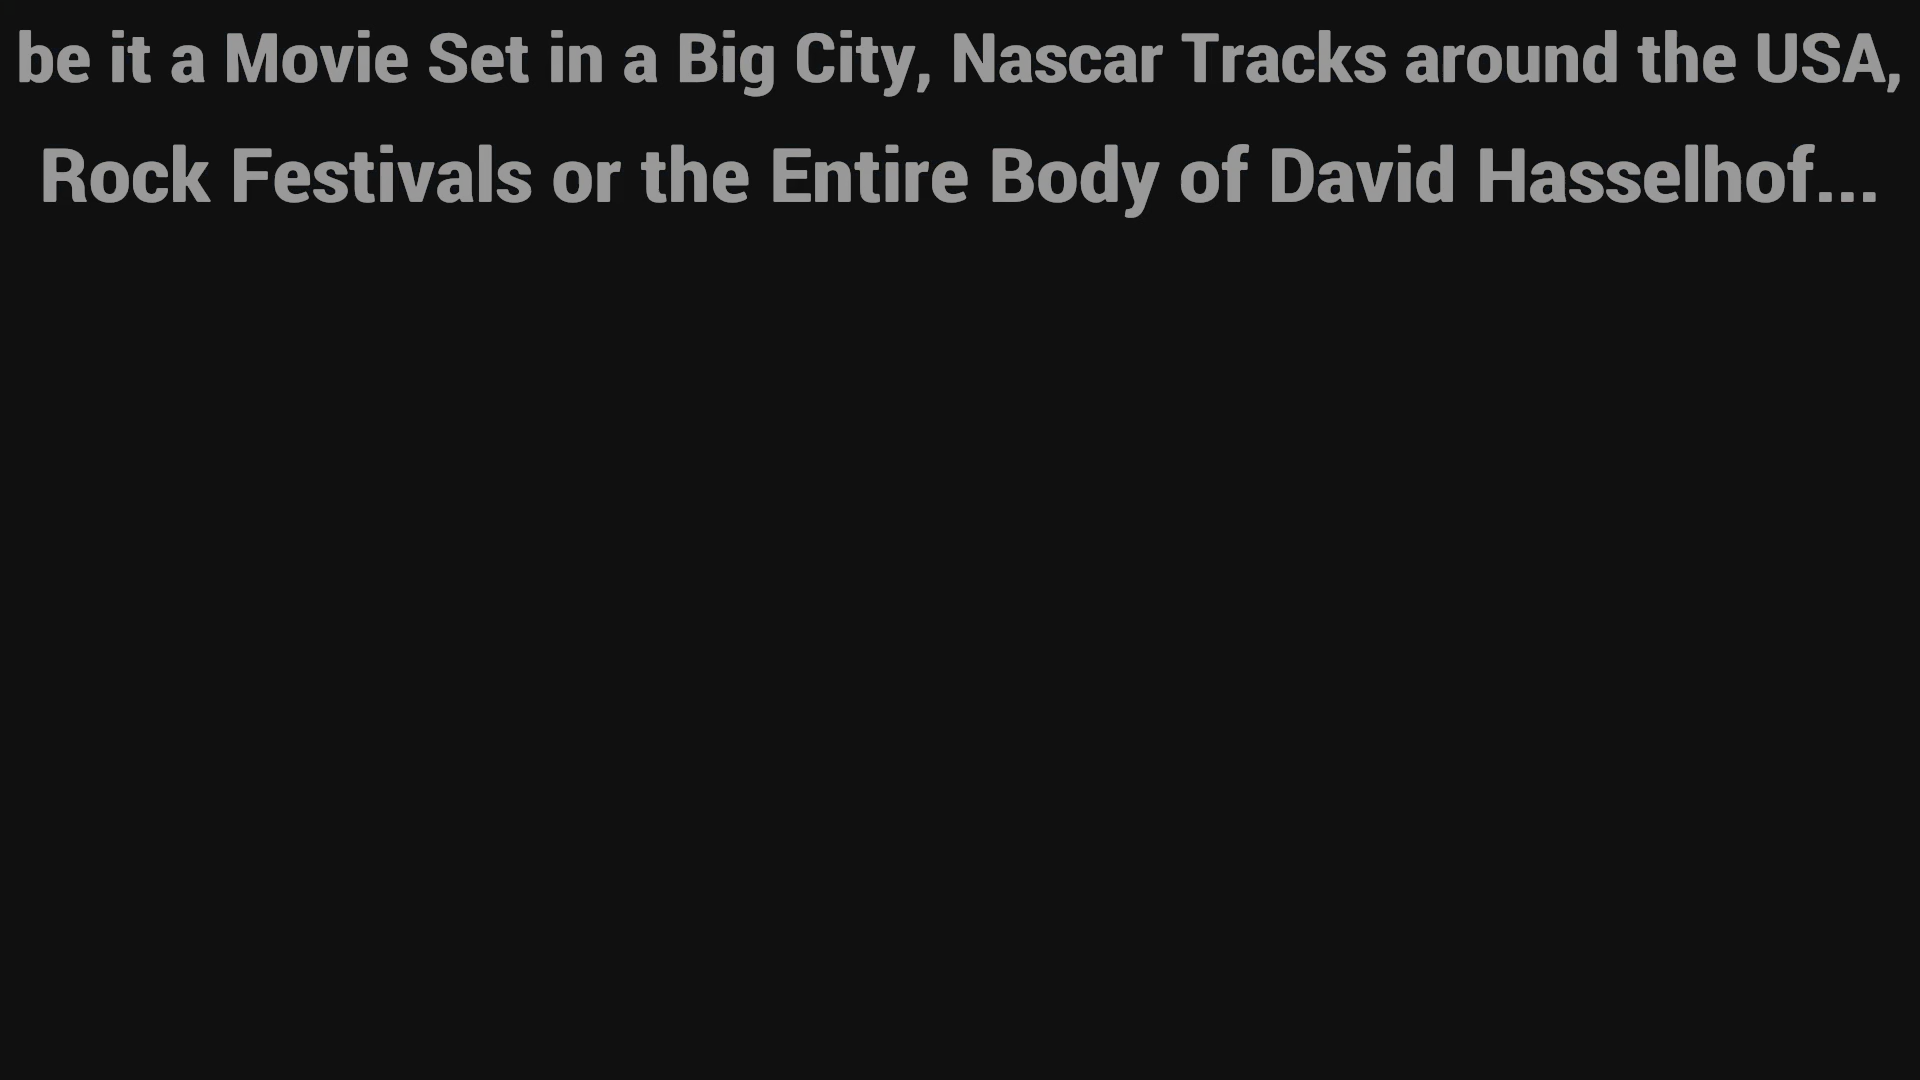 be it a Movie Set in a Big City, Nascar Tracks around the USA,
Rock Festivals or the Entire Body of David Hasselhof...